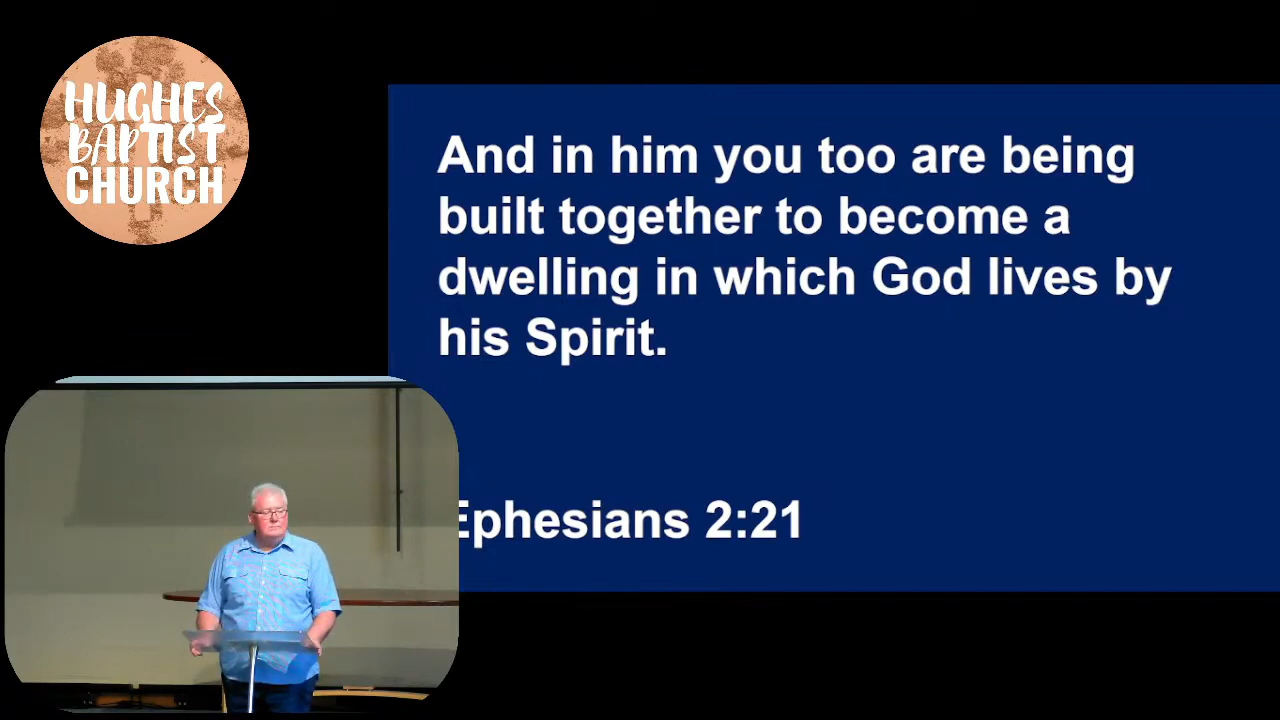 HUGHES
BAPTIST
CHURCH
And in him you too are being
built together to become a
dwelling in which God lives by
his Spirit.
Ephesians 2:21